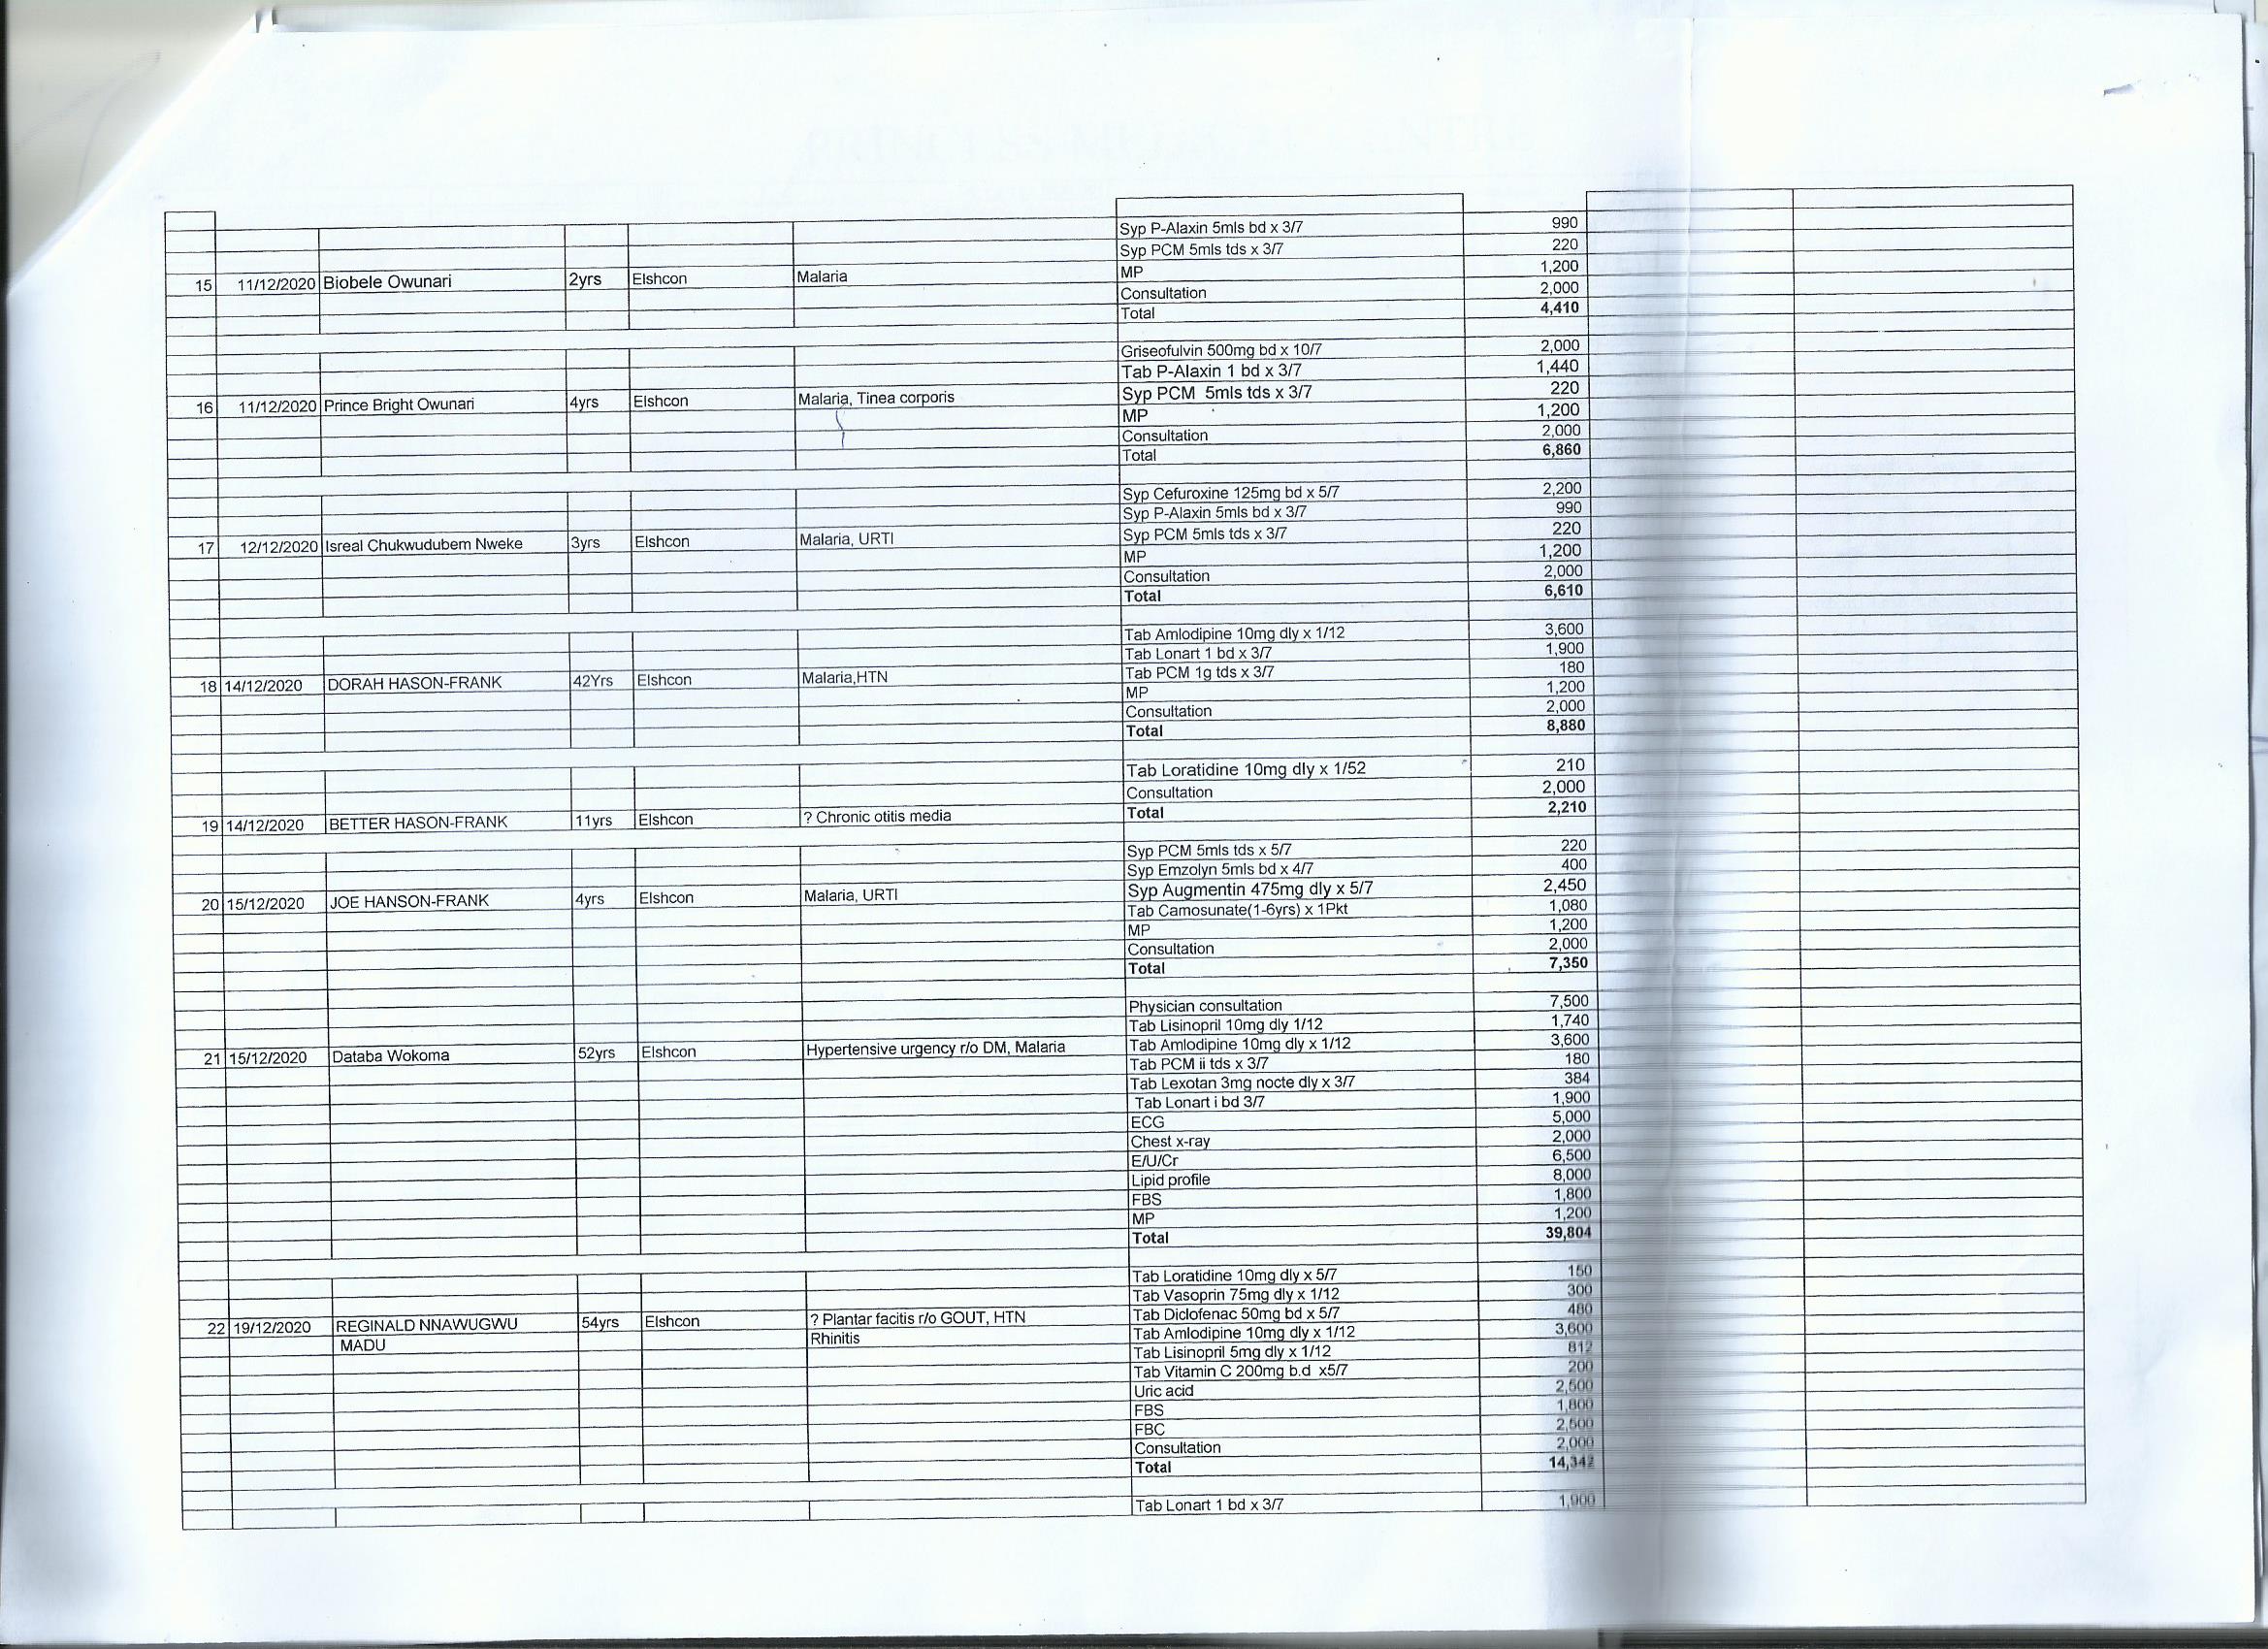 Syp P-Alaxin 5mls bd x 3/7 990
Syp PCM 5mls tds x 3/7 220
15 11/12/2020 Biobele Owunari 2yrs Elshcon Malaria MP 1,200
Consultation 2,000
Total 4,410
Griseofulvin 500mg bd x 10/7 2,000
Tab P-Alaxin 1 bd x 3/7 1,440
16 11/12/2020 Prince Bright Owunari 4yrs Elshcon Malaria, Tinea corporis Syp PCM 5mls tds x 3/7 220
MP 1,200
Consultation 2,000
Total 6,860
Syp Cefuroxine 125mg bd x 5/7 2,200
Syp P-Alaxin 5mls bd x 3/7 990
17 12/12/2020 Isreal Chukwudubem Nweke 3yrs Elshcon Malaria, URTI Syp PCM 5mls tds x 3/7 220
MP 1,200
Consultation 2,000
Total 6,610
Tab Amlodipine 10mg dly x 1/12 3,600
Tab Lonart 1 bd x 3/7 1,900
18 14/12/2020 DORAH HASON-FRANK 42Yrs Elshcon Malaria,HTN Tab PCM 1g tds x 3/7 180
MP 1,200
Consultation 2,000
Total 8,880
Tab Loratidine 10mg dly x 1/52 210
Consultation 2,000
19 14/12/2020 BETTER HASON-FRANK 11yrs Elshcon ? Chronic otitis media Total 2,210
Syp PCM 5mls tds x 5/7 220
Syp Emzolyn 5mls bd x 4/7 400
20 15/12/2020 JOE HANSON-FRANK 4yrs Elshcon Malaria, URTI Syp Augmentin 475mg dly x 5/7 2,450
Tab Camosunate(1-6yrs) x 1Pkt 1,080
MP 1,200
Consultation 2,000
Total 7,350
Physician consultation 7,500
Tab Lisinopril 10mg dly 1/12 1,740
21 15/12/2020 Databa Wokoma 52yrs Elshcon Hypertensive urgency r/o DM, Malaria Tab Amlodipine 10mg dly x 1/12 3,600
Tab PCM ii tds x 3/7 180
Tab Lexotan 3mg nocte dly x 3/7 384
Tab Lonart i bd 3/7 1,900
ECG 5,000
Chest x-ray 2,000
E/U/Cr 6,500
Lipid profile 8,000
FBS 1,800
MP 1,200
Total 39,804
Tab Loratidine 10mg dly x 5/7 150
Tab Vasoprin 75mg dly x 1/12 300
22 19/12/2020 REGINALD NNAWUGWU 54yrs Elshcon ? Plantar facitis r/o GOUT, HTN Tab Diclofenac 50mg bd x 5/7 480
MADU Rhinitis Tab Amlodipine 10mg dly x 1/12 3,600
Tab Lisinopril 5mg dly x 1/12 812
Tab Vitamin C 200mg b.d x5/7 200
Uric acid 2,500
FBS 1,800
FBC 2,500
Consultation 2,000
Total 14,342
Tab Lonart 1 bd x 3/7 1,900